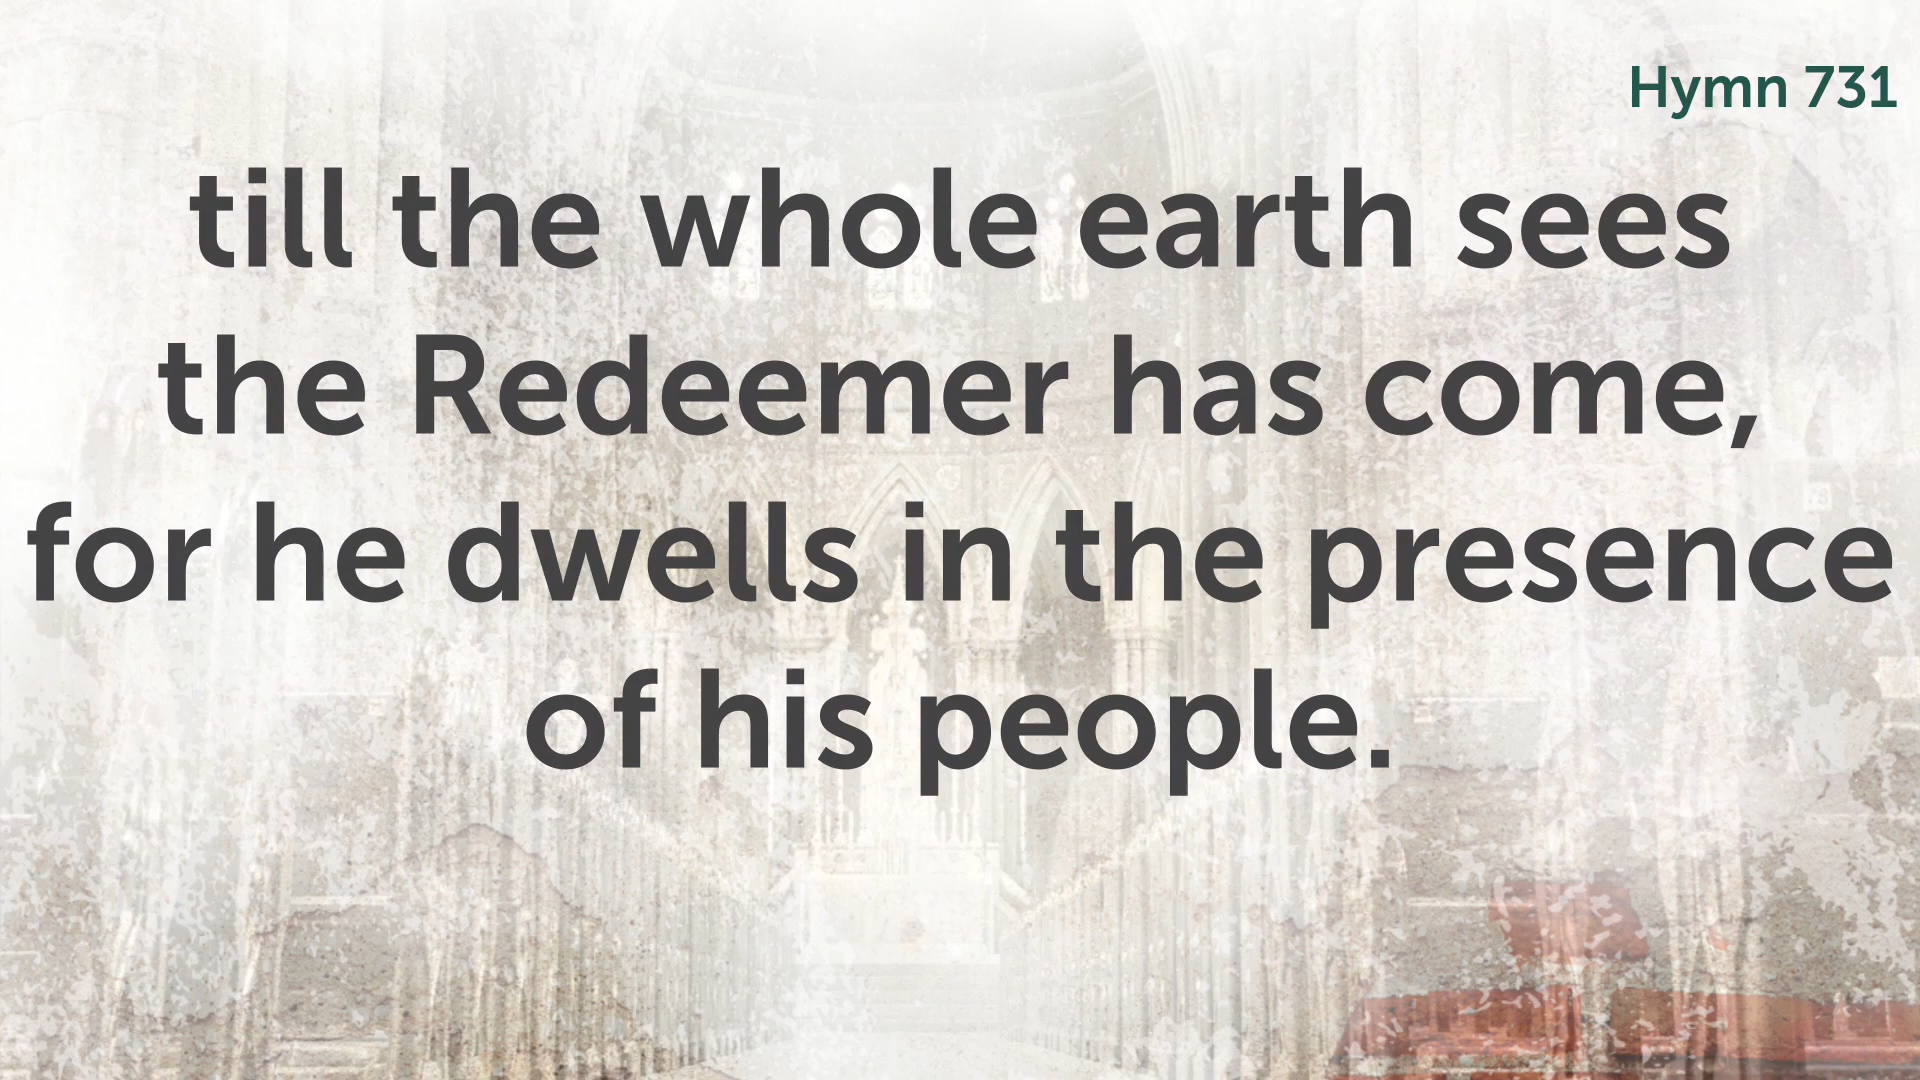 Hymn 731
till the whole earth sees
the Redeemer has come,
for he dwells in the presence
of his people.